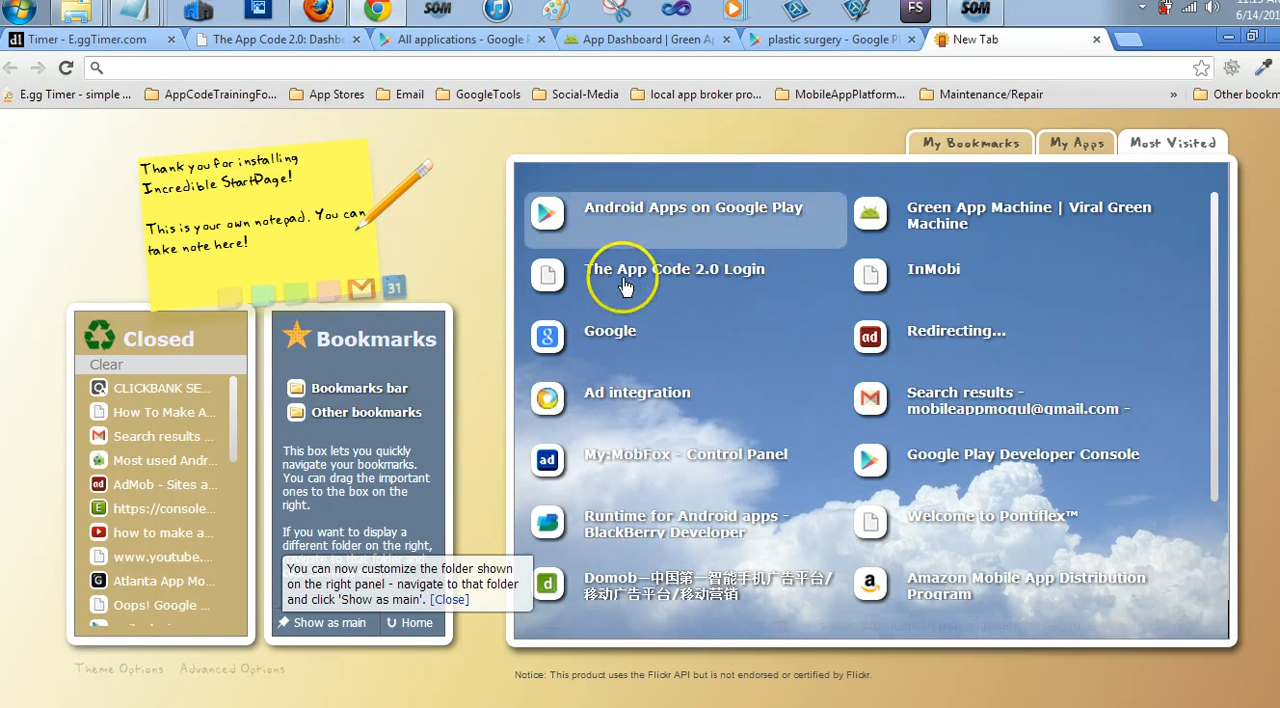 SOM
FS
SOM
6/14
dl Timer - E.ggTimer.com
The App Code 2.0: Dashb
All applications - Google
App Dashboard | Green A
plastic surgery - Google P
New Tab
E.gg Timer - simple ...
AppCodeTrainingFo...
App Stores
Email
GoogleTools
Social-Media
local app broker pro...
MobileAppPlatform...
Maintenance/Repair
»
Other bookm
My Bookmarks
My Apps
Most Visited
Thank you for installing
Incredible StartPage!
This is your own notepad. You can
take note here!
31
Closed
Clear
CLICKBANK SE...
How To Make A...
Search results ...
Most used Andr...
AdMob - Sites a...
https://console...
how to make a...
www.youtube....
Atlanta App Mo...
Oops! Google ...
Bookmarks
Bookmarks bar
Other bookmarks
This box lets you quickly
navigate your bookmarks.
You can drag the important
ones to the box on the
right.
If you want to display a
different folder on the right,
You can now customize the folder shown
on the right panel - navigate to that folder
and click 'Show as main'. [Close]
Show as main
Home
Android Apps on Google Play
Green App Machine | Viral Green
Machine
The App Code 2.0 Login
InMobi
Google
Redirecting...
Ad integration
Search results -
mobileappmogul@gmail.com -
My:MobFox - Control Panel
Google Play Developer Console
Runtime for Android apps -
BlackBerry Developer
Welcome to Pontiflex™
Domob—中国第一智能手机广告平台/
移动广告平台/移动营销
Amazon Mobile App Distribution
Program
Theme Options
Advanced Options
Notice: This product uses the Flickr API but is not endorsed or certified by Flickr.